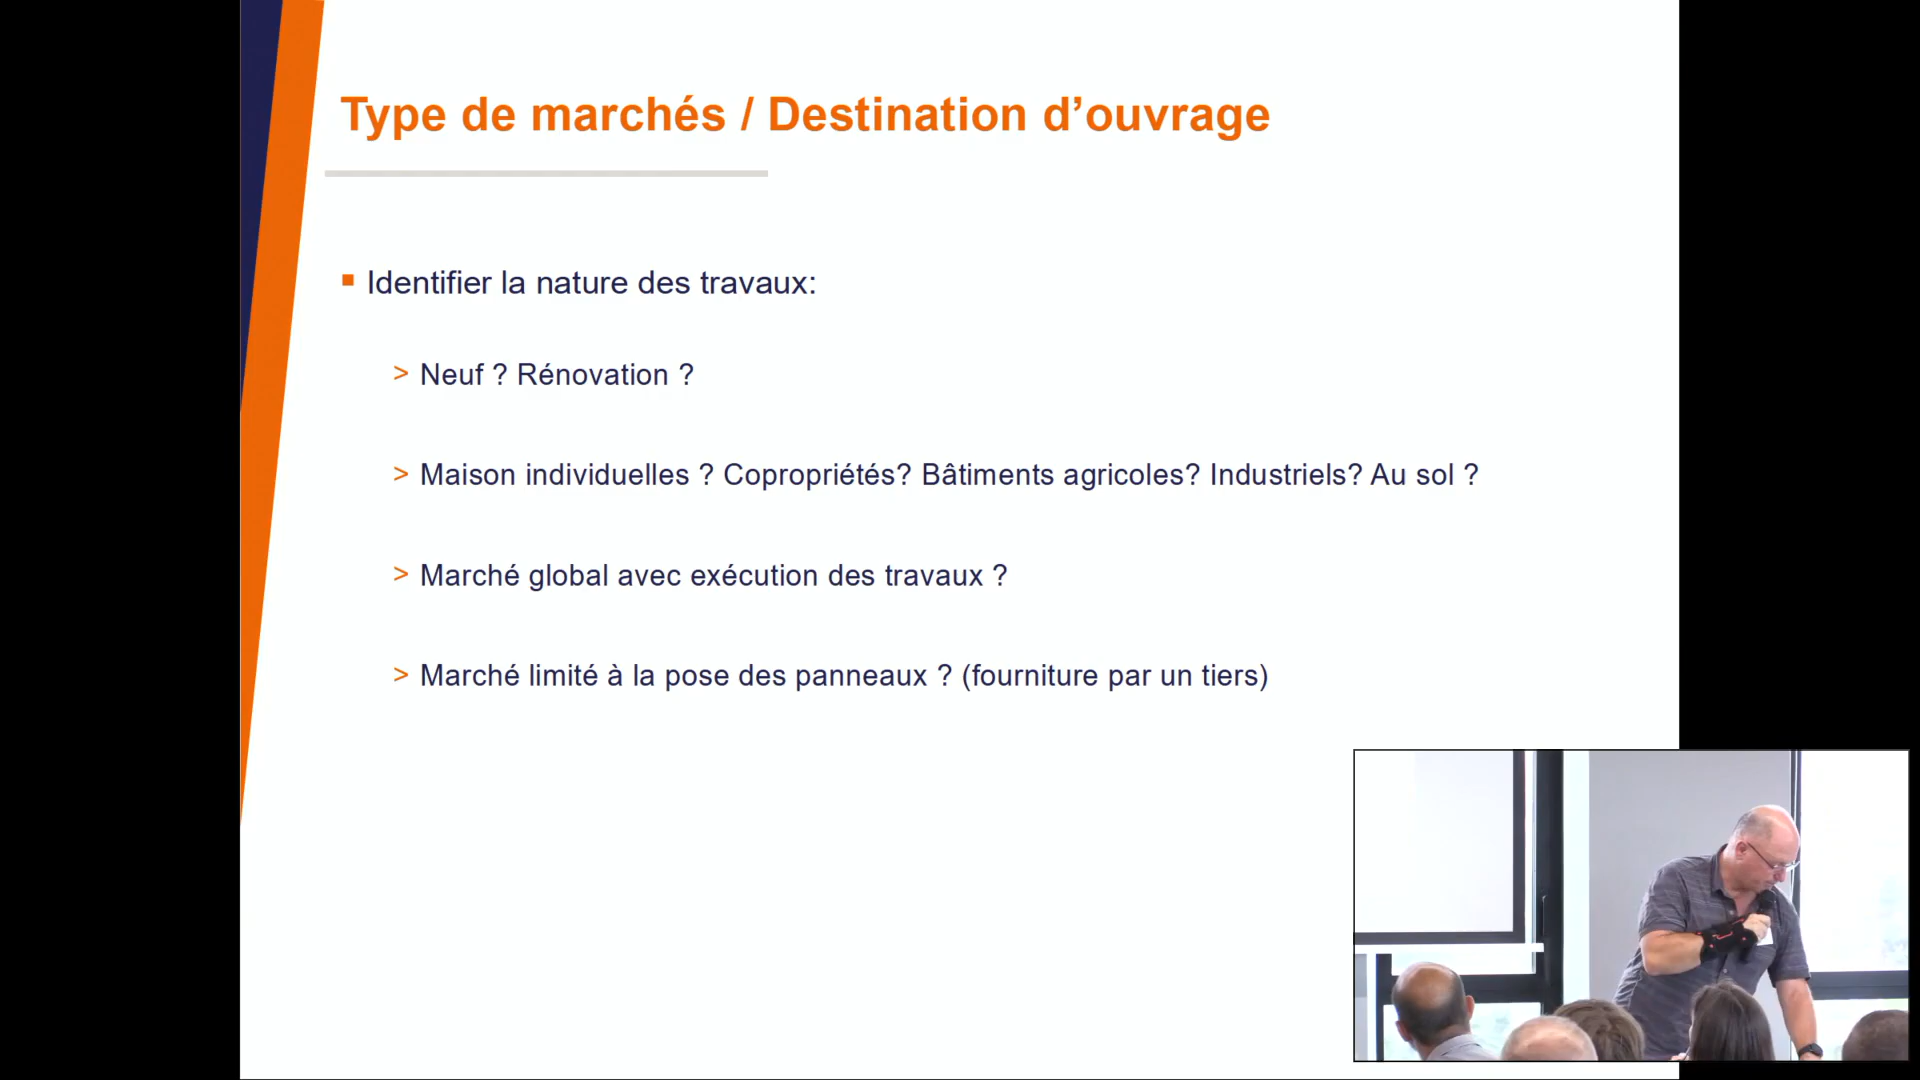 Type de marchés / Destination d’ouvrage
▪ Identifier la nature des travaux:
> Neuf ? Rénovation ?
> Maison individuelles ? Copropriétés? Bâtiments agricoles? Industriels? Au sol ?
> Marché global avec exécution des travaux ?
> Marché limité à la pose des panneaux ? (fourniture par un tiers)